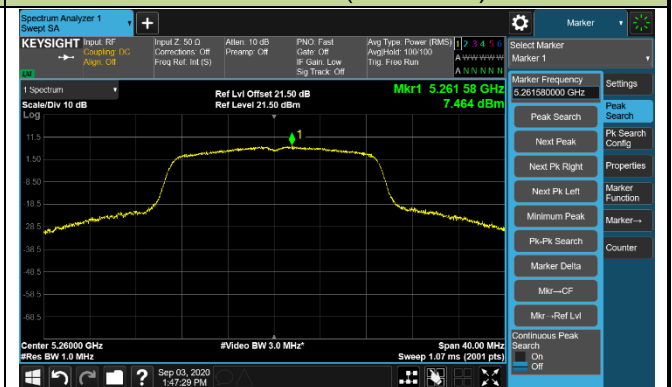 Spectrum Analyzer 1
Swept SA
Marker
KEYSIGHT Input: RF
Coupling: DC
Align: Off
Input Z: 50 Ω
Corrections: Off
Freq Ref: Int (S)
Atten: 10 dB
Preamp: Off
PNO: Fast
Gate: Off
IF Gain: Low
Sig Track: Off
Avg Type: Power (RMS)
Avg|Hold: 100/100
Trig: Free Run
1 2 3 4 5 6
A W W W W W
A N N N N N
Select Marker
Marker 1
1 Spectrum
Scale/Div 10 dB
Log
Ref Lvl Offset 21.50 dB
Ref Level 21.50 dBm
Mkr1 5.261 58 GHz
7.464 dBm
1
11.5
1.50
-8.50
-18.5
-28.5
-38.5
-48.5
-58.5
-68.5
Center 5.26000 GHz
#Res BW 1.0 MHz
#Video BW 3.0 MHz*
Span 40.00 MHz
Sweep 1.07 ms (2001 pts)
Marker Frequency
5.261580000 GHz
Peak Search
Next Peak
Next Pk Right
Next Pk Left
Minimum Peak
Pk-Pk Search
Marker Delta
Mkr→CF
Mkr→Ref Lvl
Continuous Peak
Search
On
Off
Settings
Peak
Search
Pk Search
Config
Properties
Marker
Function
Marker→
Counter
Sep 03, 2020
1:47:29 PM